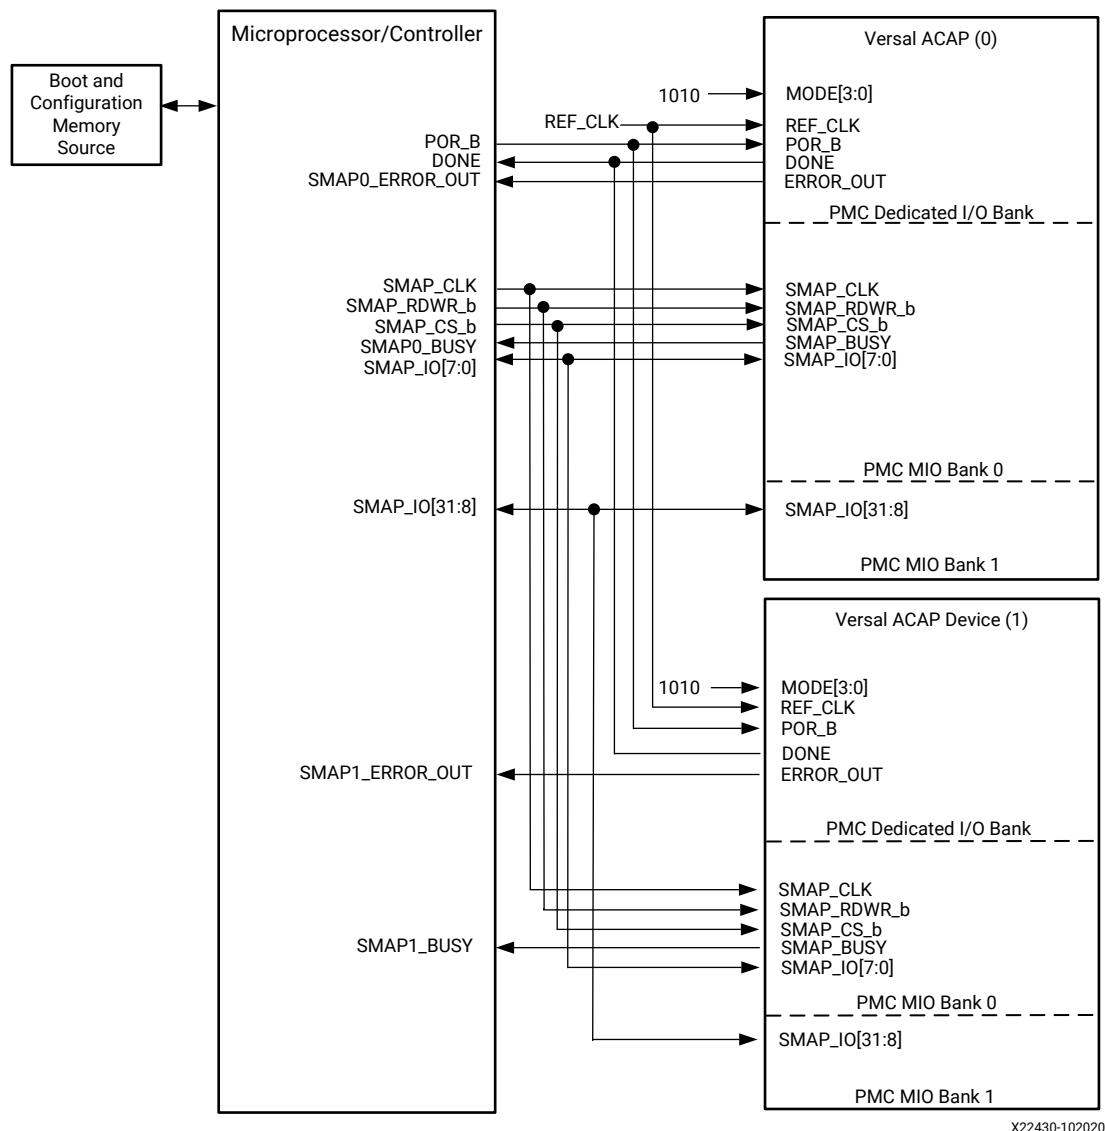 Microprocessor/Controller
Boot and
Configuration
Memory
Source
POR_B
DONE
SMAP0_ERROR_OUT
SMAP_CLK
SMAP_RDWR_b
SMAP_CS_b
SMAP0_BUSY
SMAP_IO[7:0]
SMAP_IO[31:8]
SMAP1_ERROR_OUT
SMAP1_BUSY
REF_CLK
1010
Versal ACAP (0)
MODE[3:0]
REF_CLK
POR_B
DONE
ERROR_OUT
PMC Dedicated I/O Bank
SMAP_CLK
SMAP_RDWR_b
SMAP_CS_b
SMAP_BUSY
SMAP_IO[7:0]
PMC MIO Bank 0
SMAP_IO[31:8]
PMC MIO Bank 1
Versal ACAP Device (1)
1010
MODE[3:0]
REF_CLK
POR_B
DONE
ERROR_OUT
PMC Dedicated I/O Bank
SMAP_CLK
SMAP_RDWR_b
SMAP_CS_b
SMAP_BUSY
SMAP_IO[7:0]
PMC MIO Bank 0
SMAP_IO[31:8]
PMC MIO Bank 1
X22430-102020